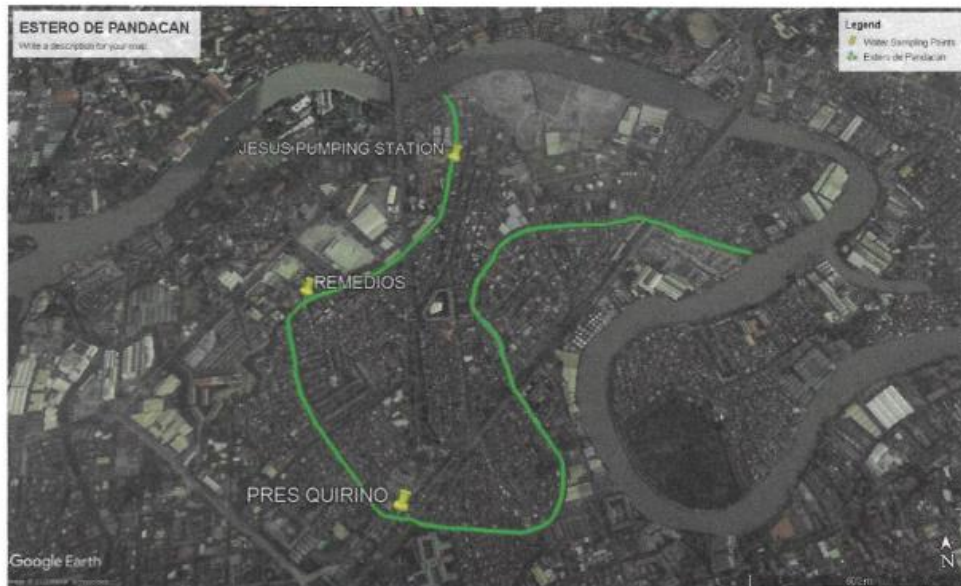 ESTERO DE PANDACAN
Write a description for your map.
Legend
Water Sampling Points
Estero de Pandacan
JESUS PUMPING STATION
REMEDIOS
PRES QUIRINO
Google Earth
N